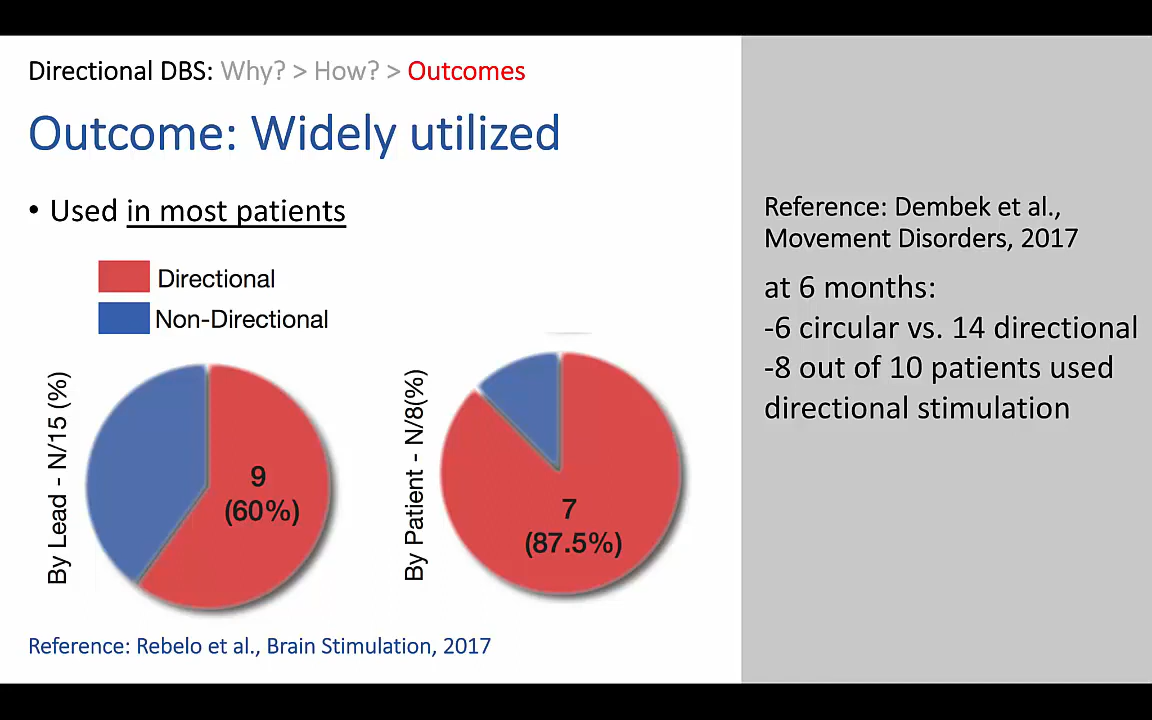 Directional DBS: Why? > How? > Outcomes
Outcome: Widely utilized
• Used in most patients
Directional
Non-Directional
By Lead - N/15 (%)
9
(60%)
By Patient - N/8(%)
7
(87.5%)
Reference: Rebelo et al., Brain Stimulation, 2017
Reference: Dembek et al.,
Movement Disorders, 2017
at 6 months:
-6 circular vs. 14 directional
-8 out of 10 patients used
directional stimulation